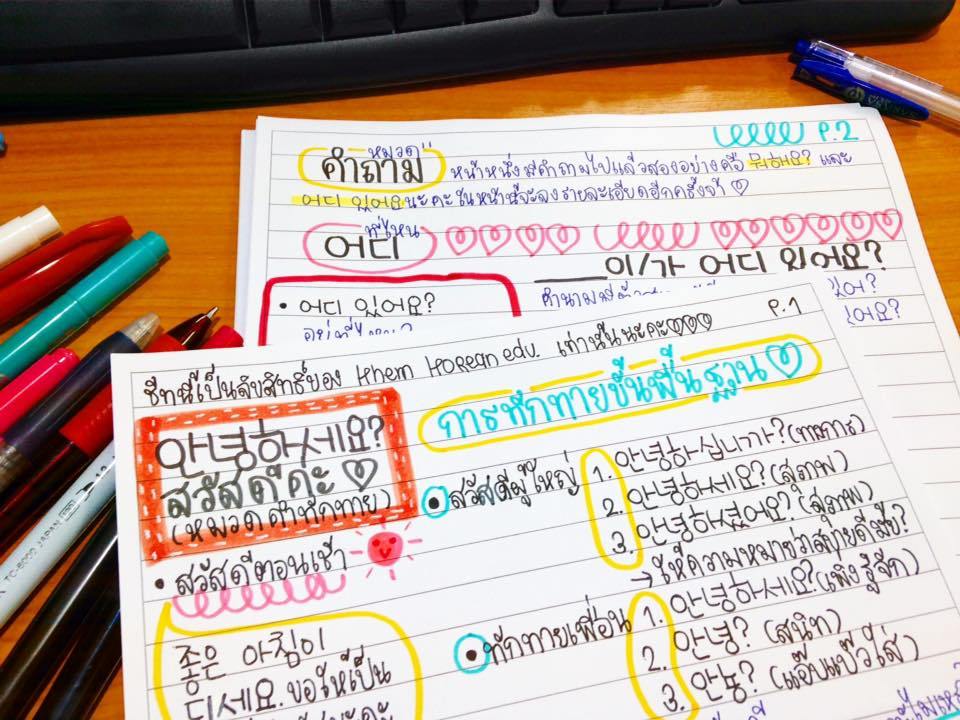 P.2
หมวด
คำถาม
หน้าหนึ่งมีคำถามไปแล้วสองอย่างคือ 뭐해요? และ
어디 있어요นะคะ ในหน้านี้จะลงรายละเอียดอีกครั้งจ้า ♡
ที่ไหน
어디
____이/가 어디 있어요?
• 어디 있어요?
อยู่ที่ไหน?
คำนาม
P.1
ชีทนี้เป็นลิขสิทธิ์ของ Khem Korean edu. เท่านั้นนะคะ♡♡♡
안녕하세요?
สวัสดีค่ะ ♡
(หมวดคำทักทาย)
การทักทายขั้นพื้นฐาน ♡
• สวัสดีผู้ใหญ่
1. 안녕하십니까? (ทางการ)
2. 안녕하세요? (สุภาพ)
3. 안녕하셨어요? (สุภาพ)
→ ให้ความหมายว่าสบายดีมั้ย?
• สวัสดีตอนเช้า
좋은 아침이
디세요. ขอให้เป็น
• ทักทายเพื่อน
1. 안녕하세요? (เพิ่งรู้จัก)
2. 안녕? (สนิท)
3. 안뇽? (แอ๊บแบ๊วใส่)
TC-6000 JAPAN